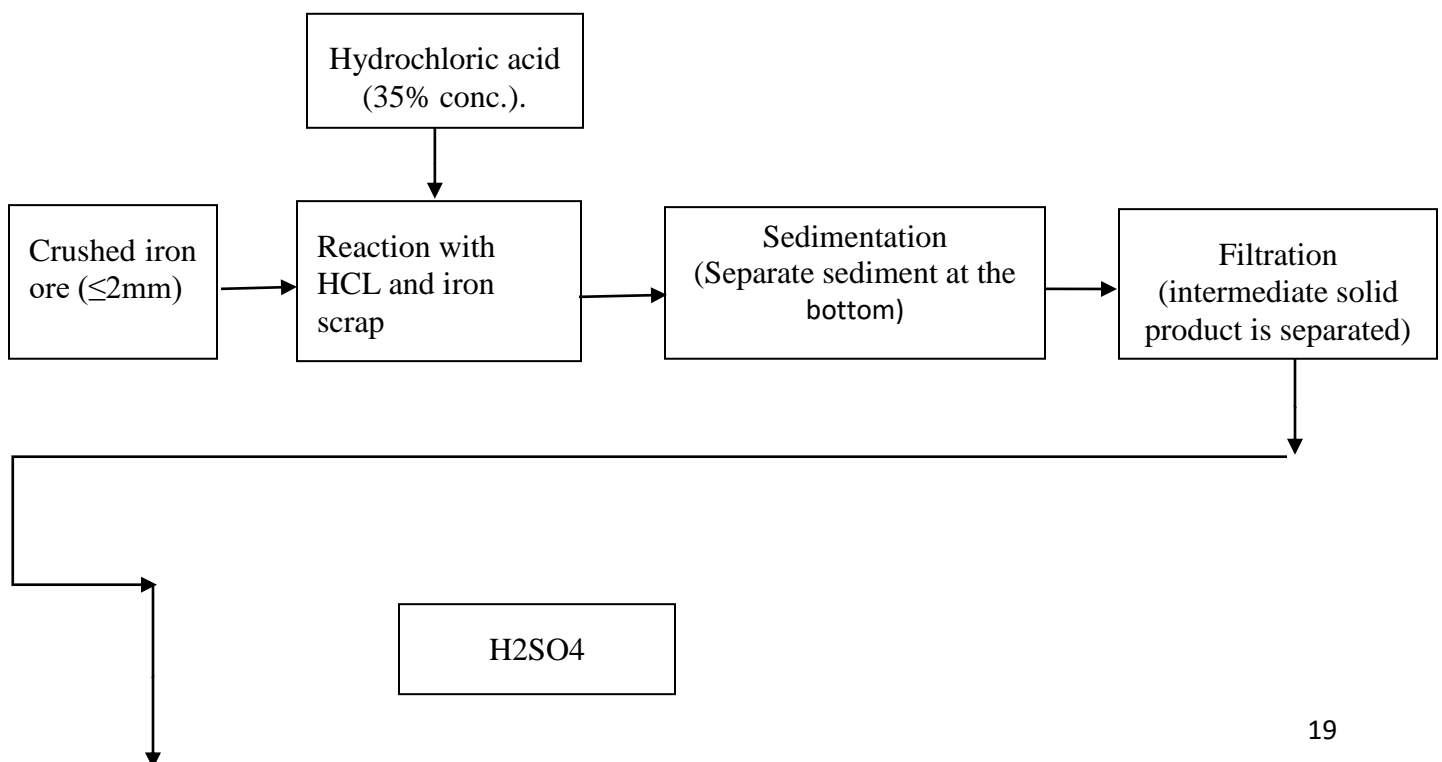 Hydrochloric acid
(35% conc.).
Crushed iron
ore (≤2mm)
Reaction with
HCL and iron
scrap
Sedimentation
(Separate sediment at the
bottom)
Filtration
(intermediate solid
product is separated)
H2SO4
19